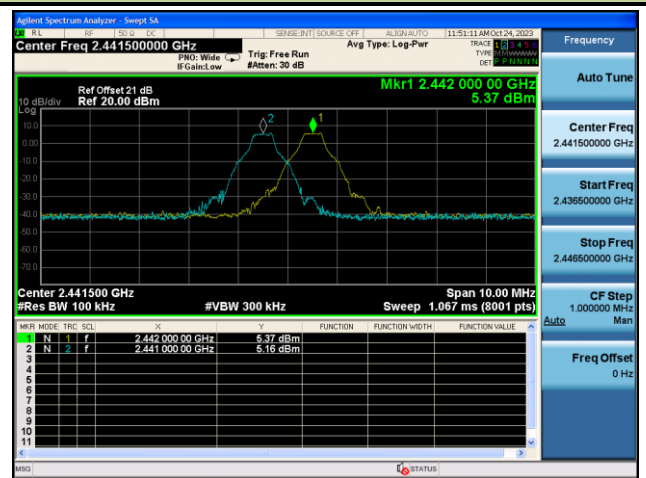 Agilent Spectrum Analyzer - Swept SA
RL RF 50 Ω DC SENSE:INT SOURCE OFF ALIGN AUTO 11:51:11 AM Oct 24, 2023
Center Freq 2.441500000 GHz
PNO: Wide
IFGain:Low
Trig: Free Run
#Atten: 30 dB
Avg Type: Log-Pwr
TRACE 1 2 3 4 5 6
TYPE
DET P P N N N N
Ref Offset 21 dB
10 dB/div Ref 20.00 dBm
Log
Mkr1 2.442 000 00 GHz
5.37 dBm
10.0
0.00
-10.0
-20.0
-30.0
-40.0
-50.0
-60.0
-70.0
2
1
Center 2.441500 GHz Span 10.00 MHz
#Res BW 100 kHz #VBW 300 kHz Sweep 1.067 ms (8001 pts)
MKR MODE TRC SCL X Y FUNCTION FUNCTION WIDTH FUNCTION VALUE
1 N 1 f 2.442 000 00 GHz 5.37 dBm
2 N 2 f 2.441 000 00 GHz 5.16 dBm
3
4
5
6
7
8
9
10
11
MSG STATUS
Frequency
Auto Tune
Center Freq
2.441500000 GHz
Start Freq
2.436500000 GHz
Stop Freq
2.446500000 GHz
CF Step
1.000000 MHz
Auto Man
Freq Offset
0 Hz